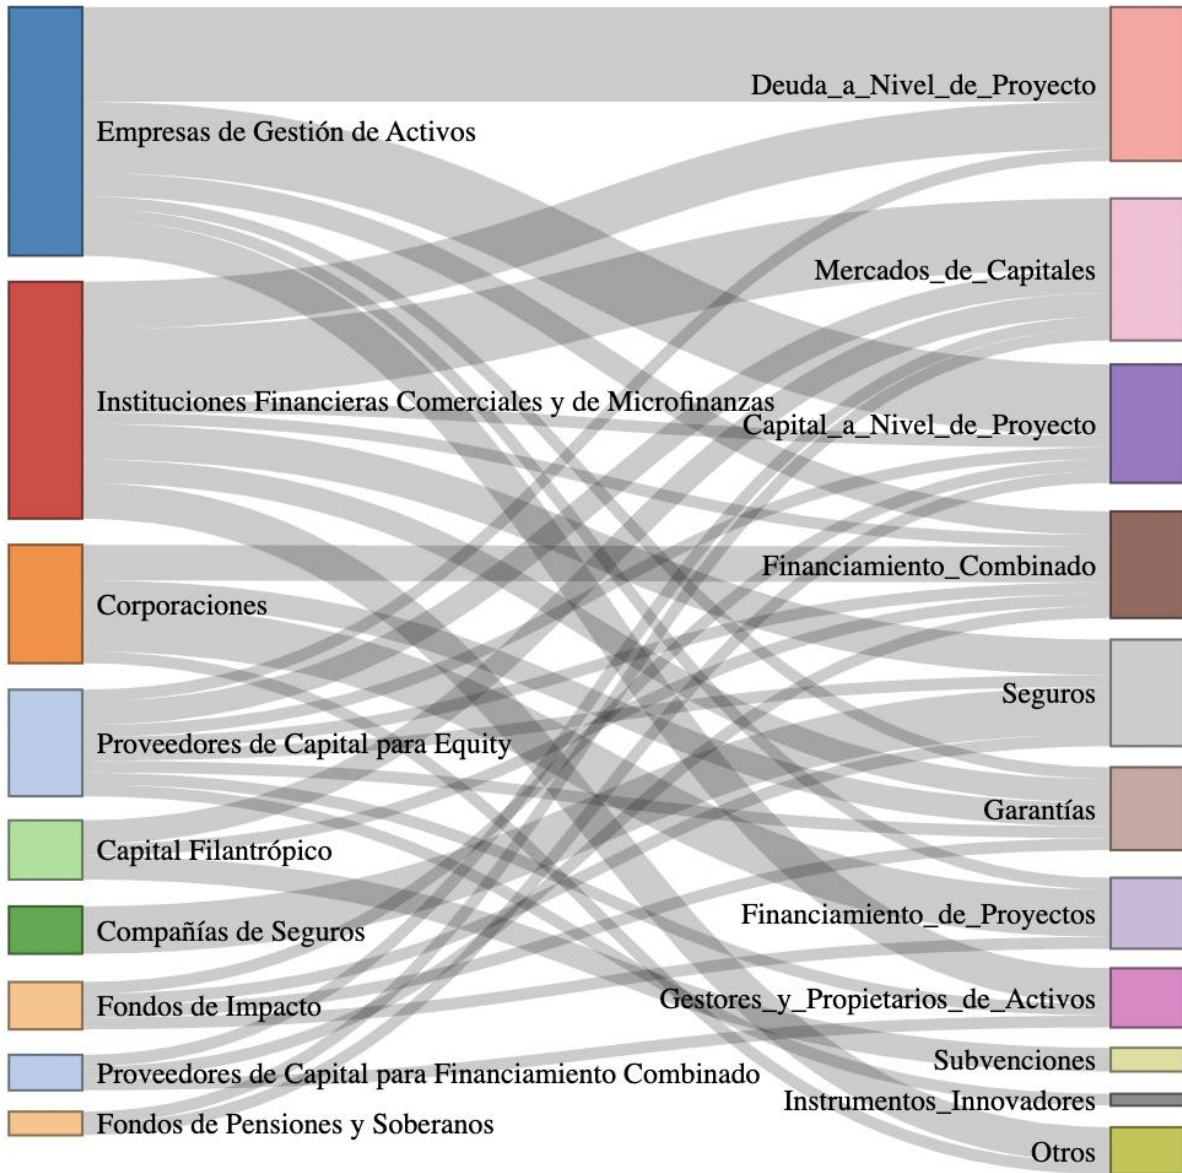 Empresas de Gestión de Activos
Instituciones Financieras Comerciales y de Microfinanzas
Corporaciones
Proveedores de Capital para Equity
Capital Filantrópico
Compañías de Seguros
Fondos de Impacto
Proveedores de Capital para Financiamiento Combinado
Fondos de Pensiones y Soberanos
Deuda_a_Nivel_de_Proyecto
Mercados_de_Capitales
Capital_a_Nivel_de_Proyecto
Financiamiento_Combinado
Seguros
Garantías
Financiamiento_de_Proyectos
Gestores_y_Propietarios_de_Activos
Subvenciones
Instrumentos_Innovadores
Otros